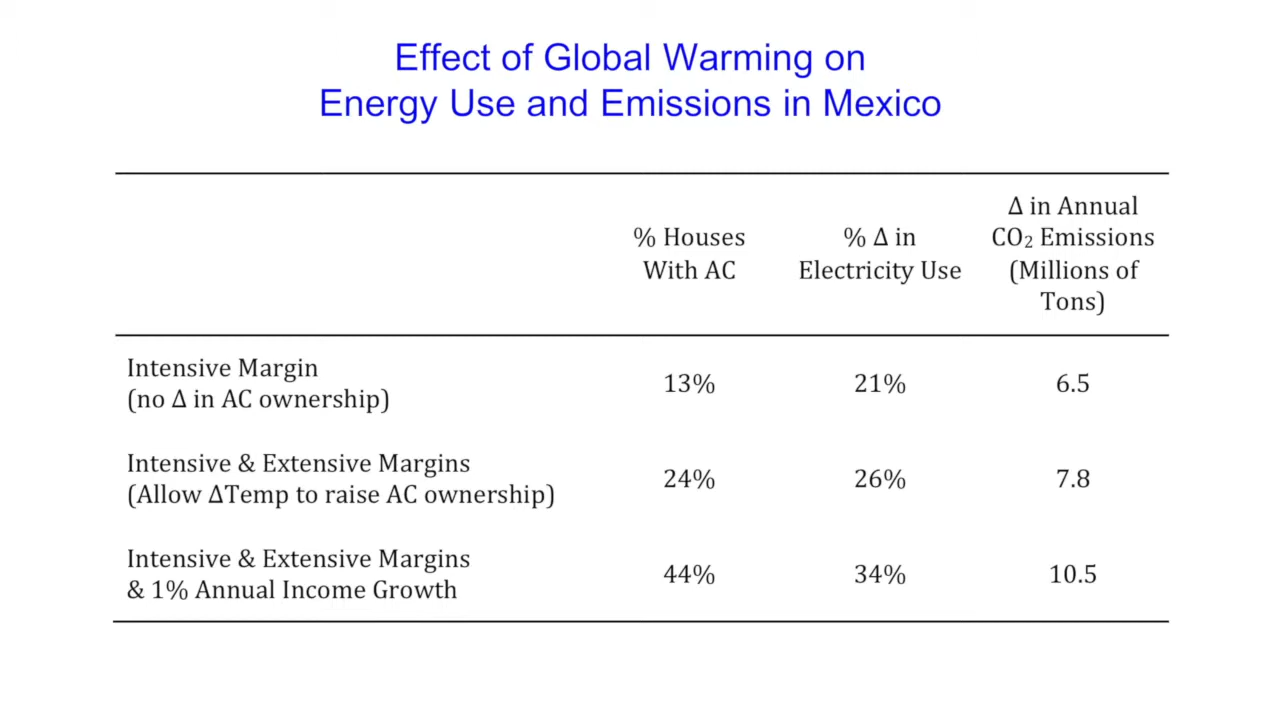 Effect of Global Warming on
Energy Use and Emissions in Mexico
% Houses
With AC
% Δ in
Electricity Use
Δ in Annual
CO₂ Emissions
(Millions of
Tons)
Intensive Margin
(no Δ in AC ownership)
13% 21% 6.5
Intensive & Extensive Margins
(Allow ΔTemp to raise AC ownership)
24% 26% 7.8
Intensive & Extensive Margins
& 1% Annual Income Growth
44% 34% 10.5